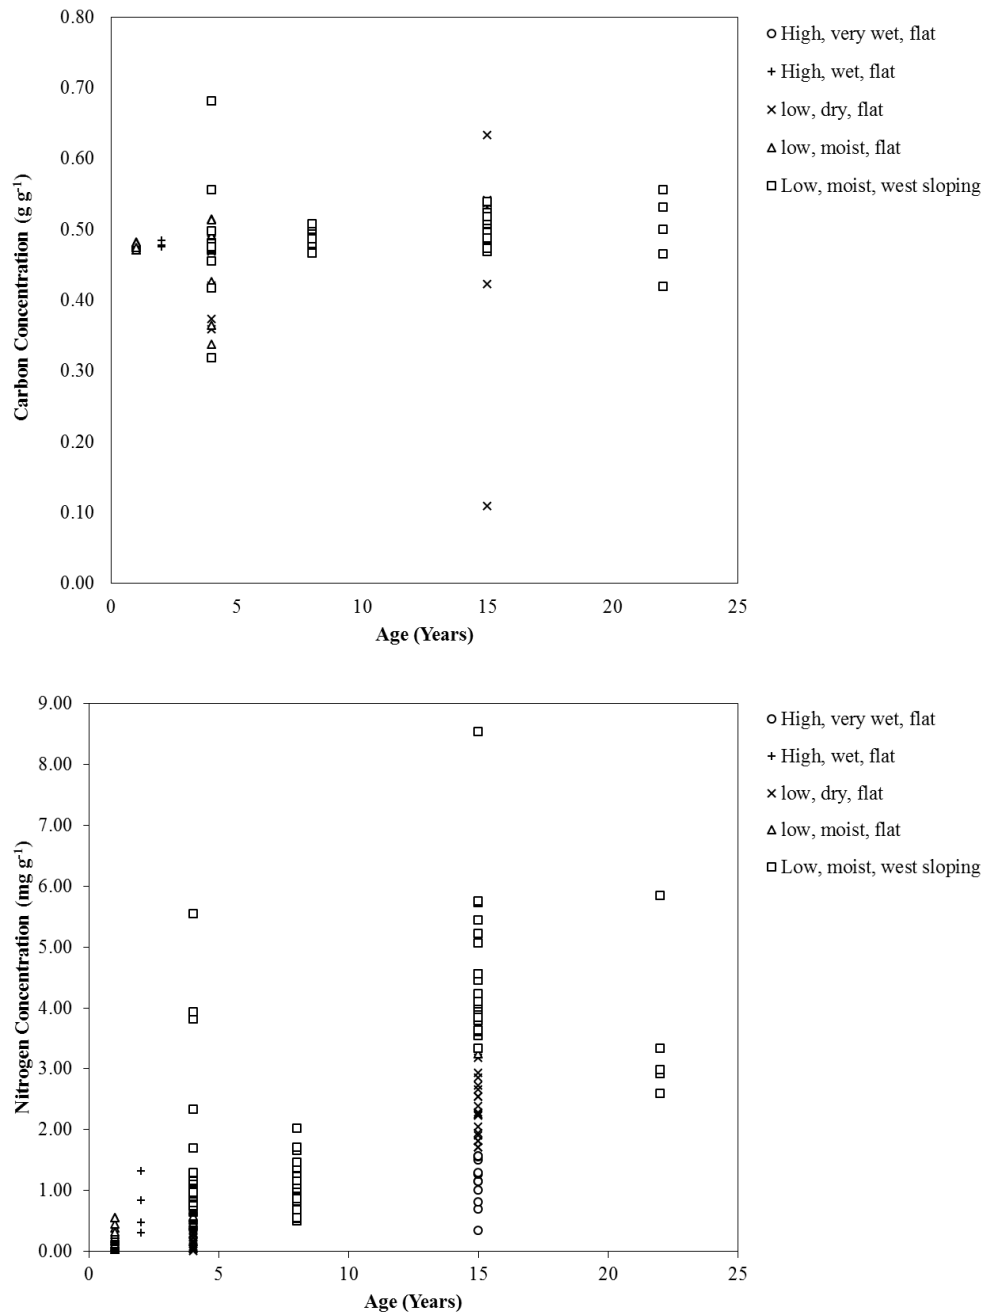 0.80
0.70
0.60
0.50
0.40
0.30
0.20
0.10
0.00
Carbon Concentration (g g⁻¹)
0 5 10 15 20 25
Age (Years)
High, very wet, flat
High, wet, flat
low, dry, flat
low, moist, flat
Low, moist, west sloping
9.00
8.00
7.00
6.00
5.00
4.00
3.00
2.00
1.00
0.00
Nitrogen Concentration (mg g⁻¹)
0 5 10 15 20 25
Age (Years)
High, very wet, flat
High, wet, flat
low, dry, flat
low, moist, flat
Low, moist, west sloping